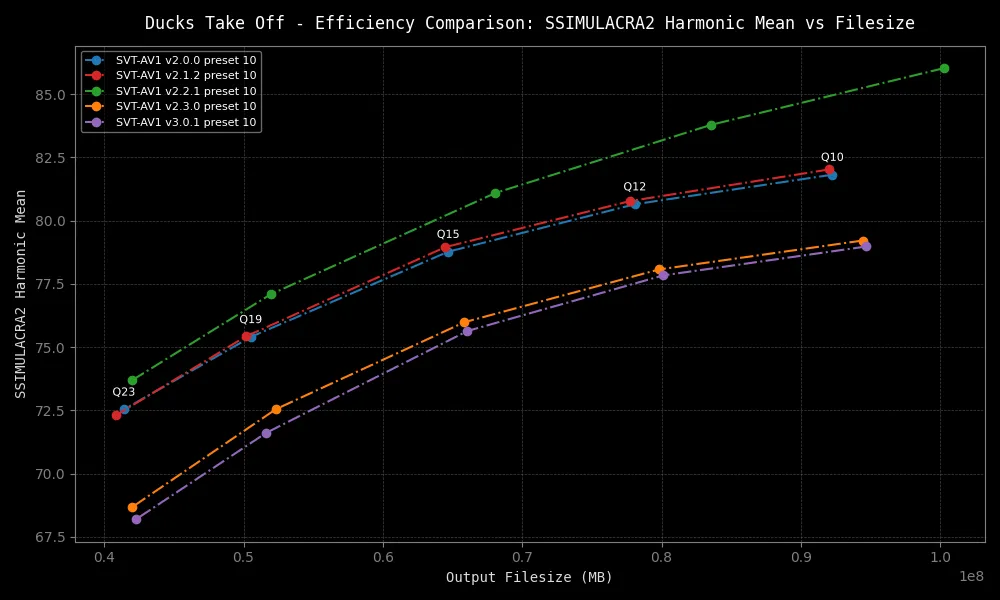 Ducks Take Off - Efficiency Comparison: SSIMULACRA2 Harmonic Mean vs Filesize
SVT-AV1 v2.0.0 preset 10
SVT-AV1 v2.1.2 preset 10
SVT-AV1 v2.2.1 preset 10
SVT-AV1 v2.3.0 preset 10
SVT-AV1 v3.0.1 preset 10
SSIMULACRA2 Harmonic Mean
85.0
82.5
80.0
77.5
75.0
72.5
70.0
67.5
Q10
Q12
Q15
Q19
Q23
0.4 0.5 0.6 0.7 0.8 0.9 1.0
1e8
Output Filesize (MB)